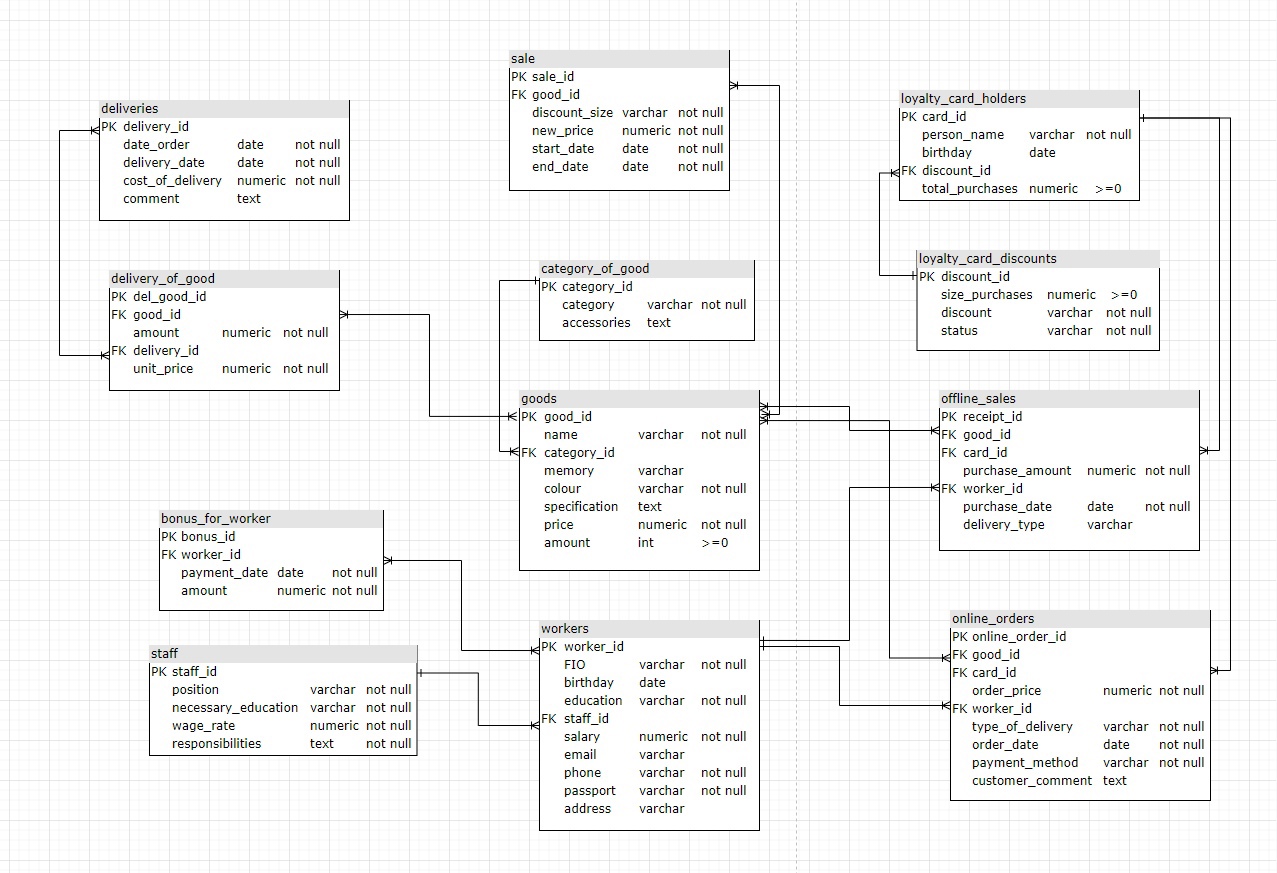 sale
PK sale_id
FK good_id
discount_size varchar not null
new_price numeric not null
start_date date not null
end_date date not null
deliveries
PK delivery_id
date_order date not null
delivery_date date not null
cost_of_delivery numeric not null
comment text
loyalty_card_holders
PK card_id
person_name varchar not null
birthday date
FK discount_id
total_purchases numeric >=0
delivery_of_good
PK del_good_id
FK good_id
amount numeric not null
FK delivery_id
unit_price numeric not null
category_of_good
PK category_id
category varchar not null
accessories text
loyalty_card_discounts
PK discount_id
size_purchases numeric >=0
discount varchar not null
status varchar not null
goods
PK good_id
name varchar not null
FK category_id
memory varchar
colour varchar not null
specification text
price numeric not null
amount int >=0
offline_sales
PK receipt_id
FK good_id
FK card_id
purchase_amount numeric not null
FK worker_id
purchase_date date not null
delivery_type varchar
bonus_for_worker
PK bonus_id
FK worker_id
payment_date date not null
amount numeric not null
staff
PK staff_id
position varchar not null
necessary_education varchar not null
wage_rate numeric not null
responsibilities text not null
workers
PK worker_id
FIO varchar not null
birthday date
education varchar not null
FK staff_id
salary numeric not null
email varchar
phone varchar not null
passport varchar not null
address varchar
online_orders
PK online_order_id
FK good_id
FK card_id
order_price numeric not null
FK worker_id
type_of_delivery varchar not null
order_date date not null
payment_method varchar not null
customer_comment text